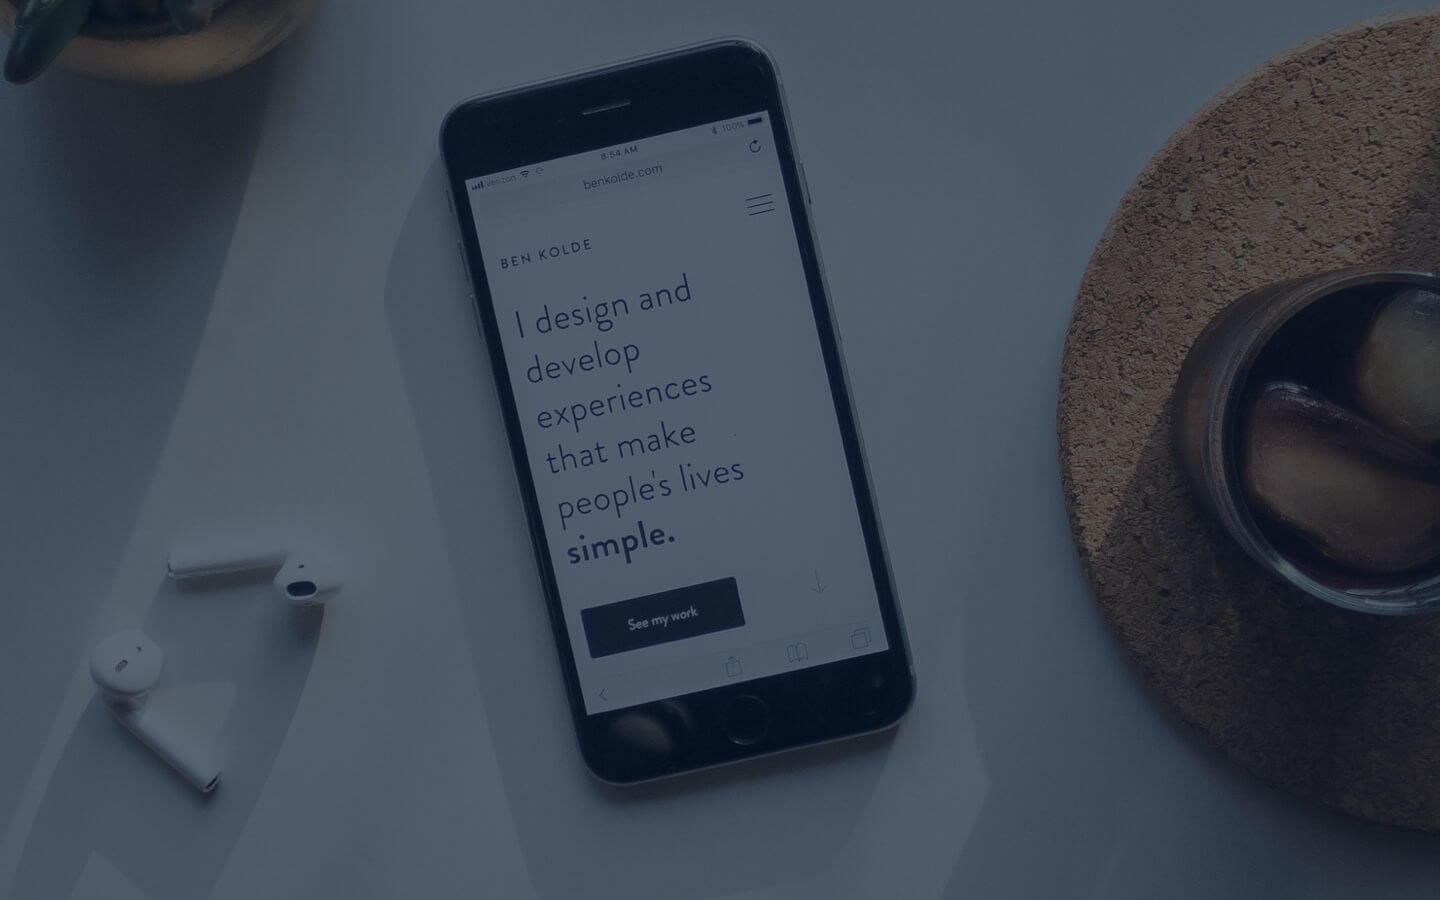 Verizon 8:54 AM 100%
benkolde.com
BEN KOLDE
I design and
develop
experiences
that make
people's lives
simple.
See my work